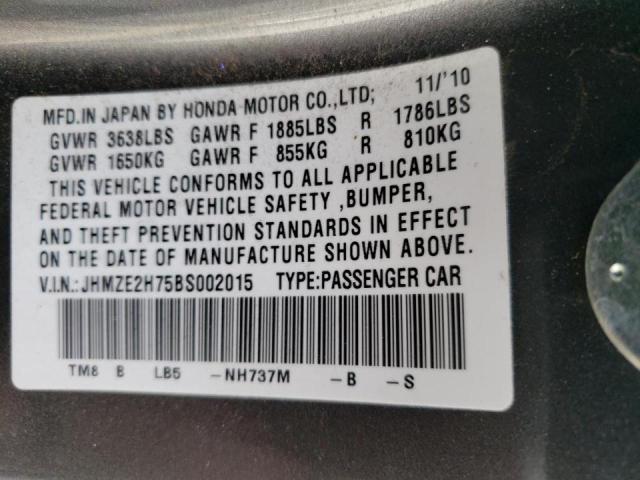 MFD.IN JAPAN BY HONDA MOTOR CO.,LTD; 11/'10
GVWR 3638LBS GAWR F 1885LBS R 1786LBS
GVWR 1650KG GAWR F 855KG R 810KG
THIS VEHICLE CONFORMS TO ALL APPLICABLE
FEDERAL MOTOR VEHICLE SAFETY ,BUMPER,
AND THEFT PREVENTION STANDARDS IN EFFECT
ON THE DATE OF MANUFACTURE SHOWN ABOVE.
V.I.N.:JHMZE2H75BS002015 TYPE:PASSENGER CAR
TM8 B LB5 -NH737M -B -S